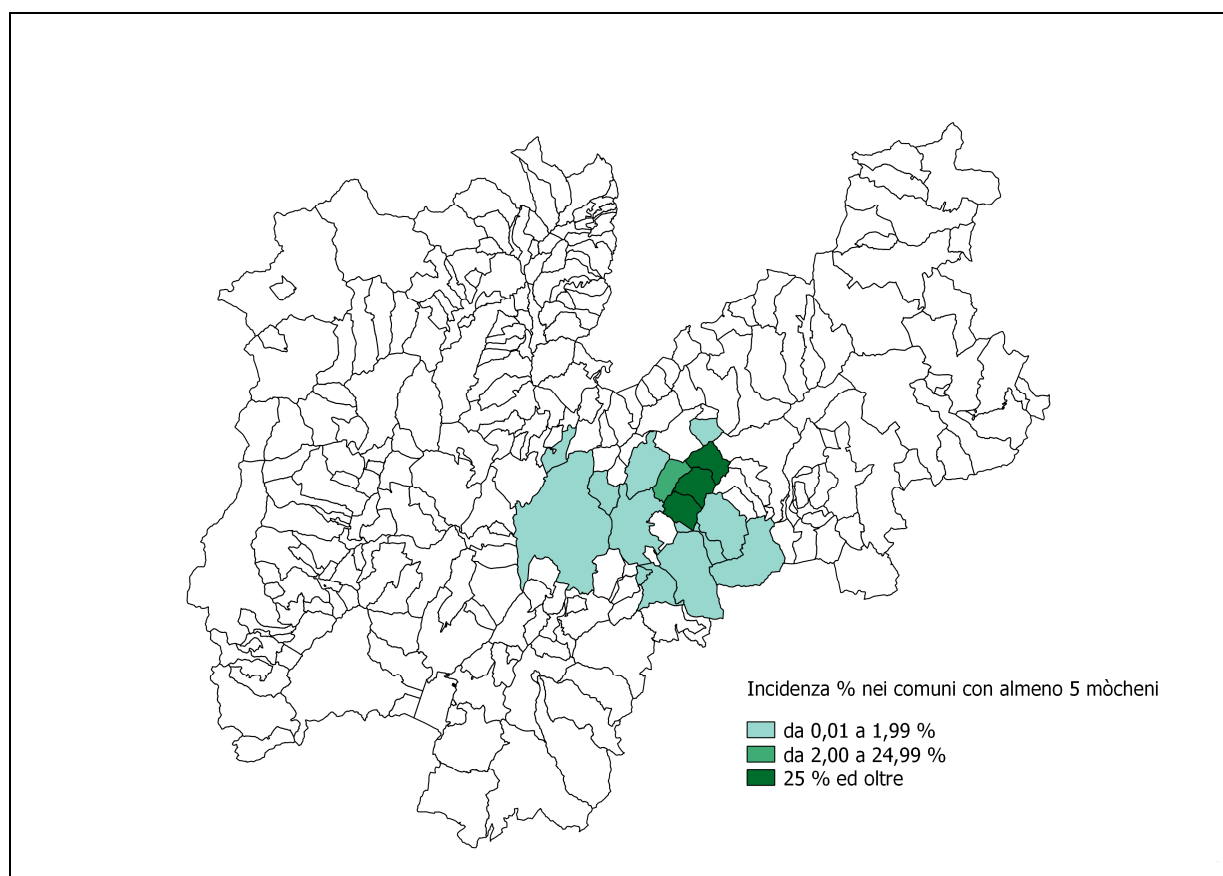 Incidenza % nei comuni con almeno 5 mòcheni
da 0,01 a 1,99 %
da 2,00 a 24,99 %
25 % ed oltre